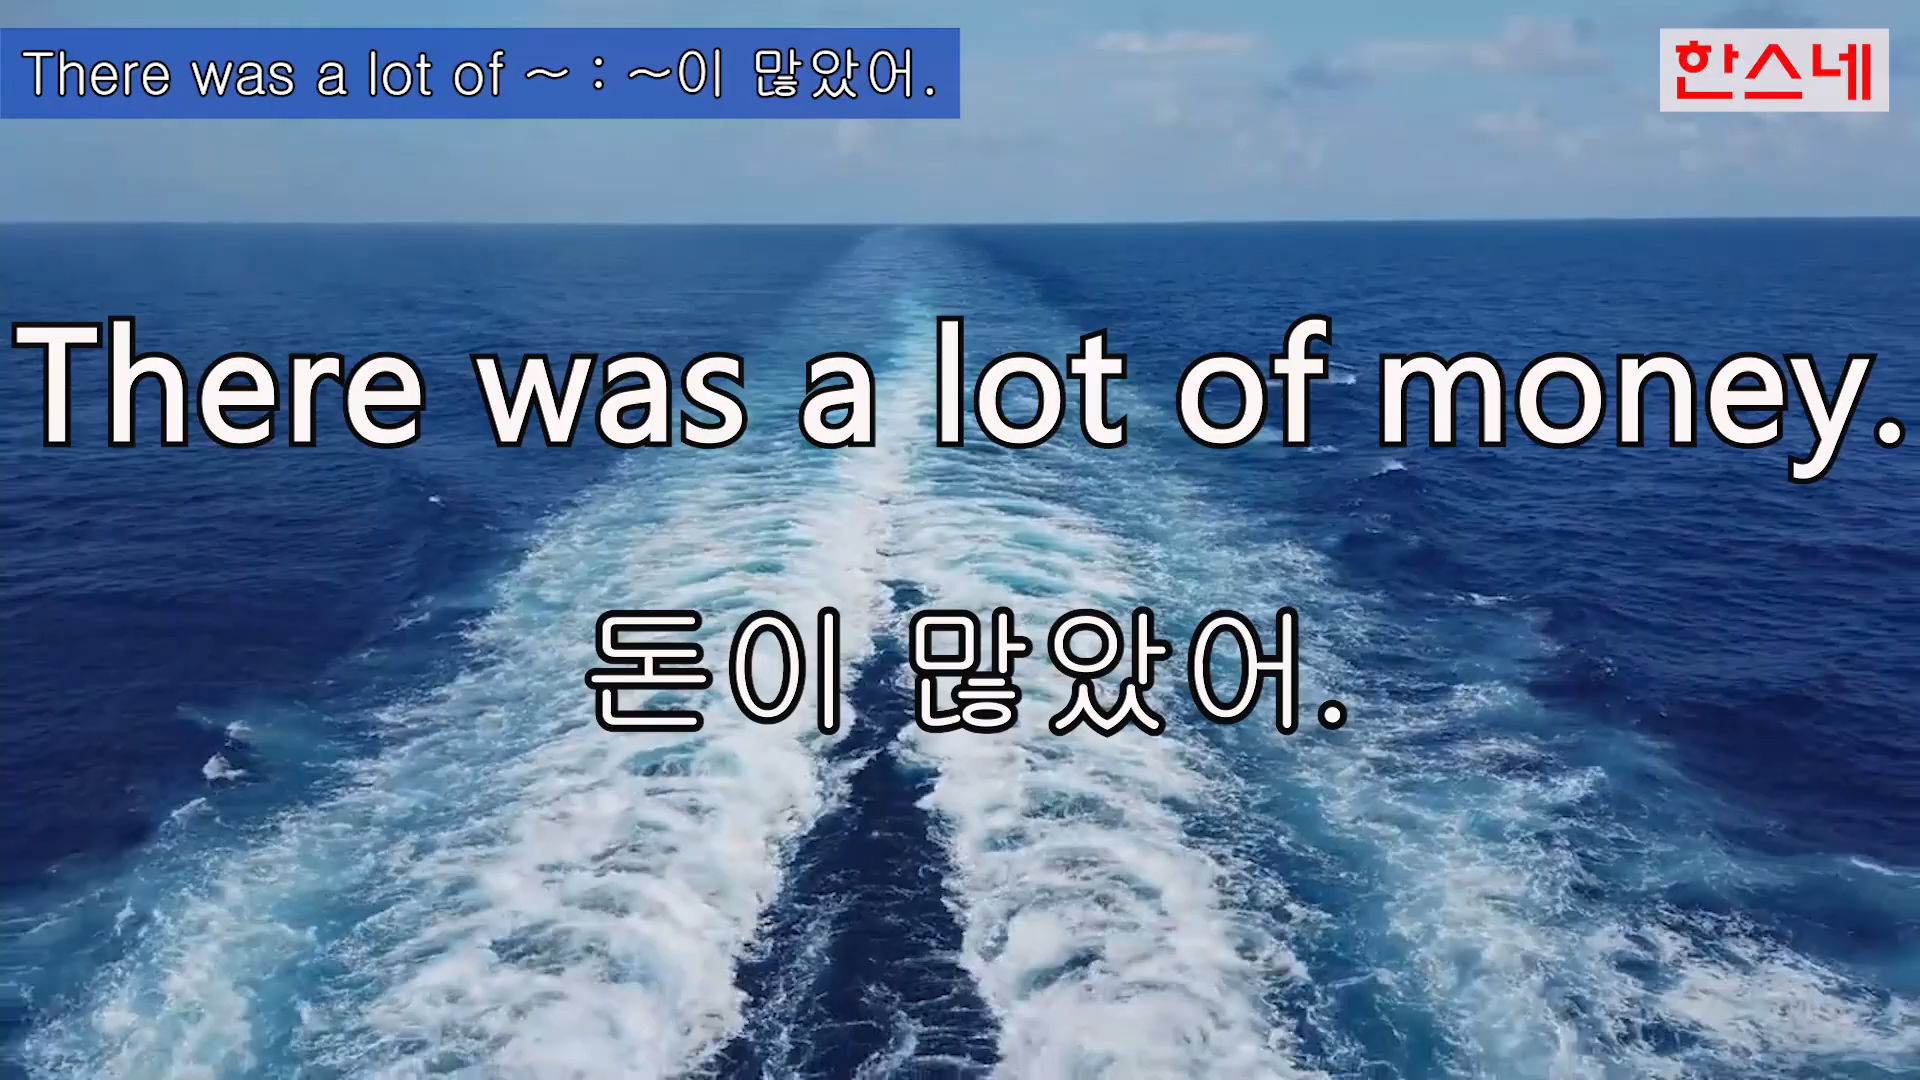 There was a lot of ~ : ~이 많았어.
한스네
There was a lot of money.
돈이 많았어.